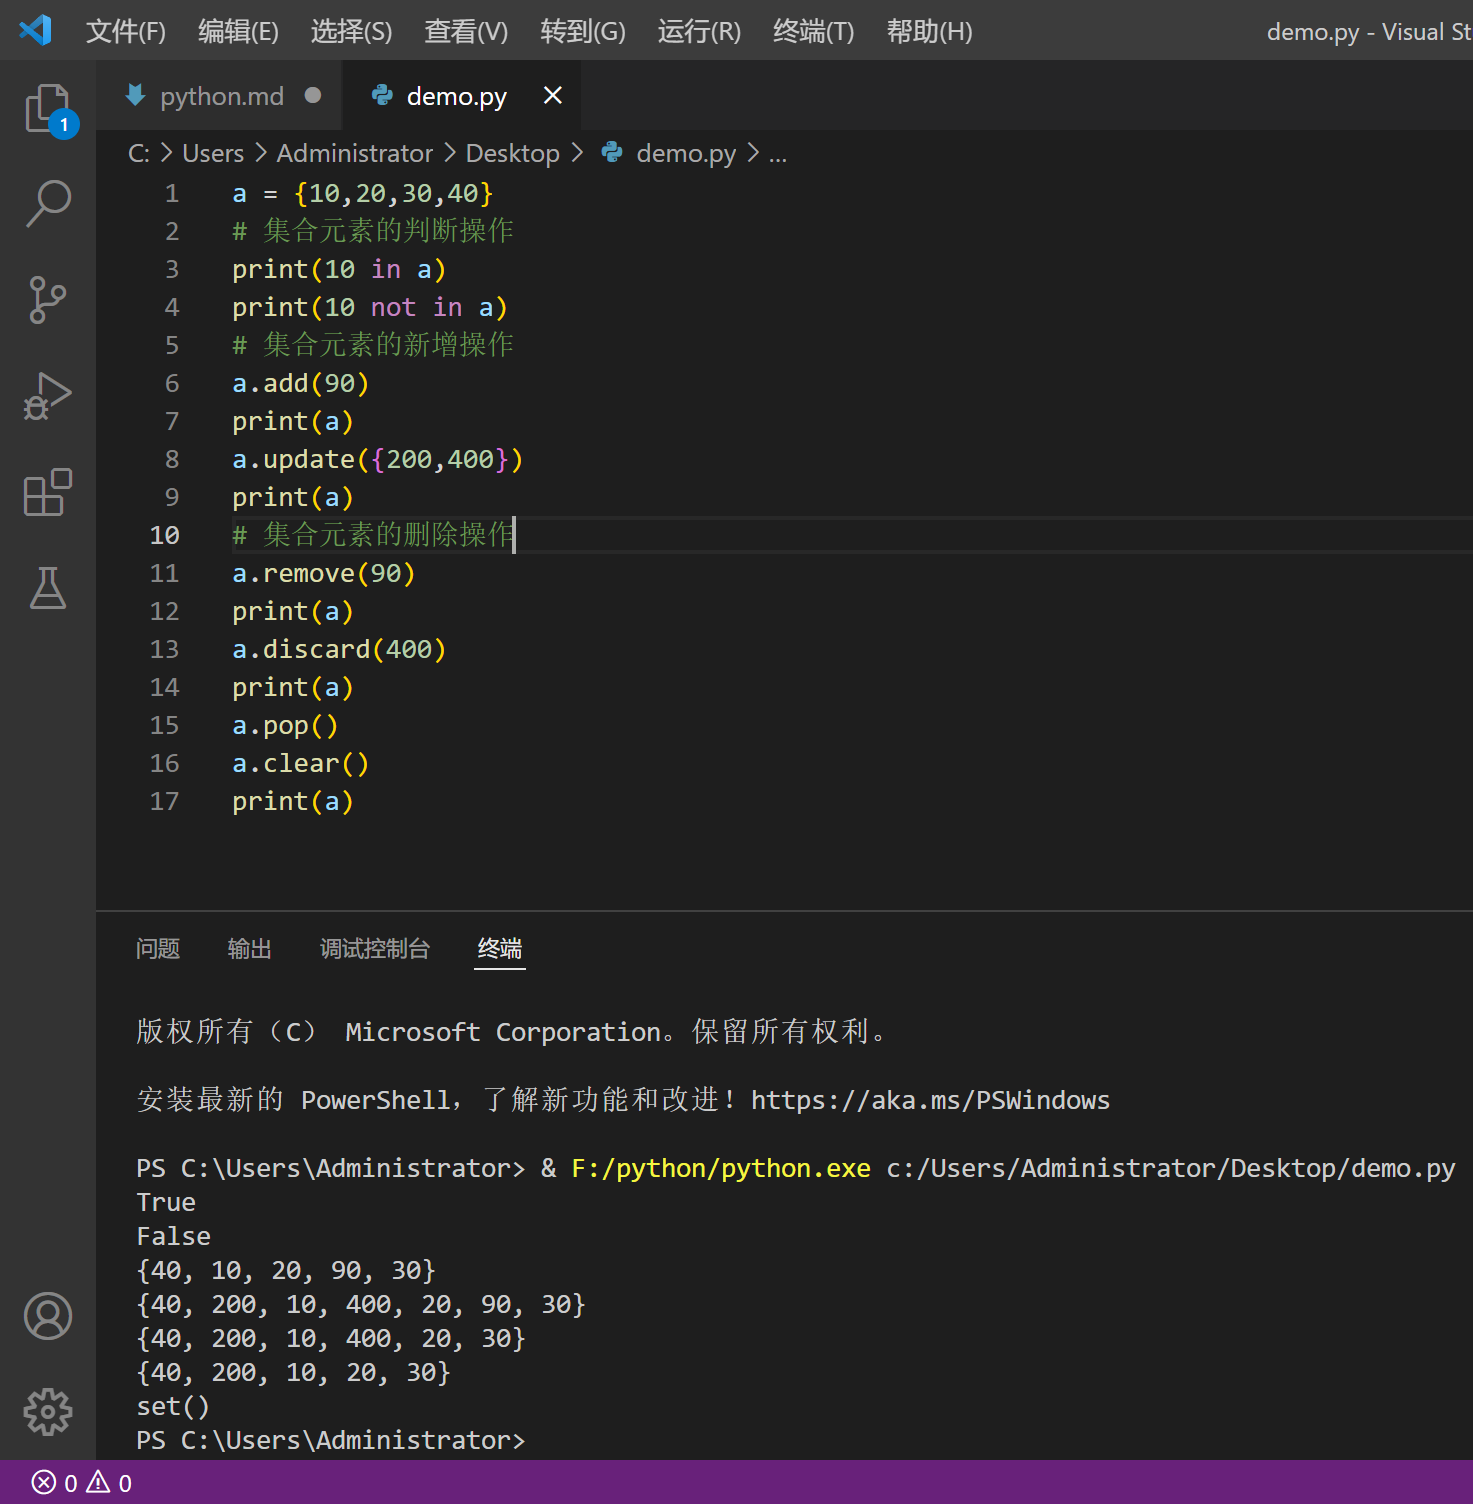 文件(F) 编辑(E) 选择(S) 查看(V) 转到(G) 运行(R) 终端(T) 帮助(H) demo.py - Visual St
python.md demo.py
1
C: > Users > Administrator > Desktop > demo.py > ...
1 a = {10,20,30,40}
2 # 集合元素的判断操作
3 print(10 in a)
4 print(10 not in a)
5 # 集合元素的新增操作
6 a.add(90)
7 print(a)
8 a.update({200,400})
9 print(a)
10 # 集合元素的删除操作
11 a.remove(90)
12 print(a)
13 a.discard(400)
14 print(a)
15 a.pop()
16 a.clear()
17 print(a)
问题 输出 调试控制台 终端
版权所有（C） Microsoft Corporation。保留所有权利。
安装最新的 PowerShell，了解新功能和改进！https://aka.ms/PSWindows
PS C:\Users\Administrator> & F:/python/python.exe c:/Users/Administrator/Desktop/demo.py
True
False
{40, 10, 20, 90, 30}
{40, 200, 10, 400, 20, 90, 30}
{40, 200, 10, 400, 20, 30}
{40, 200, 10, 20, 30}
set()
PS C:\Users\Administrator>
0 0